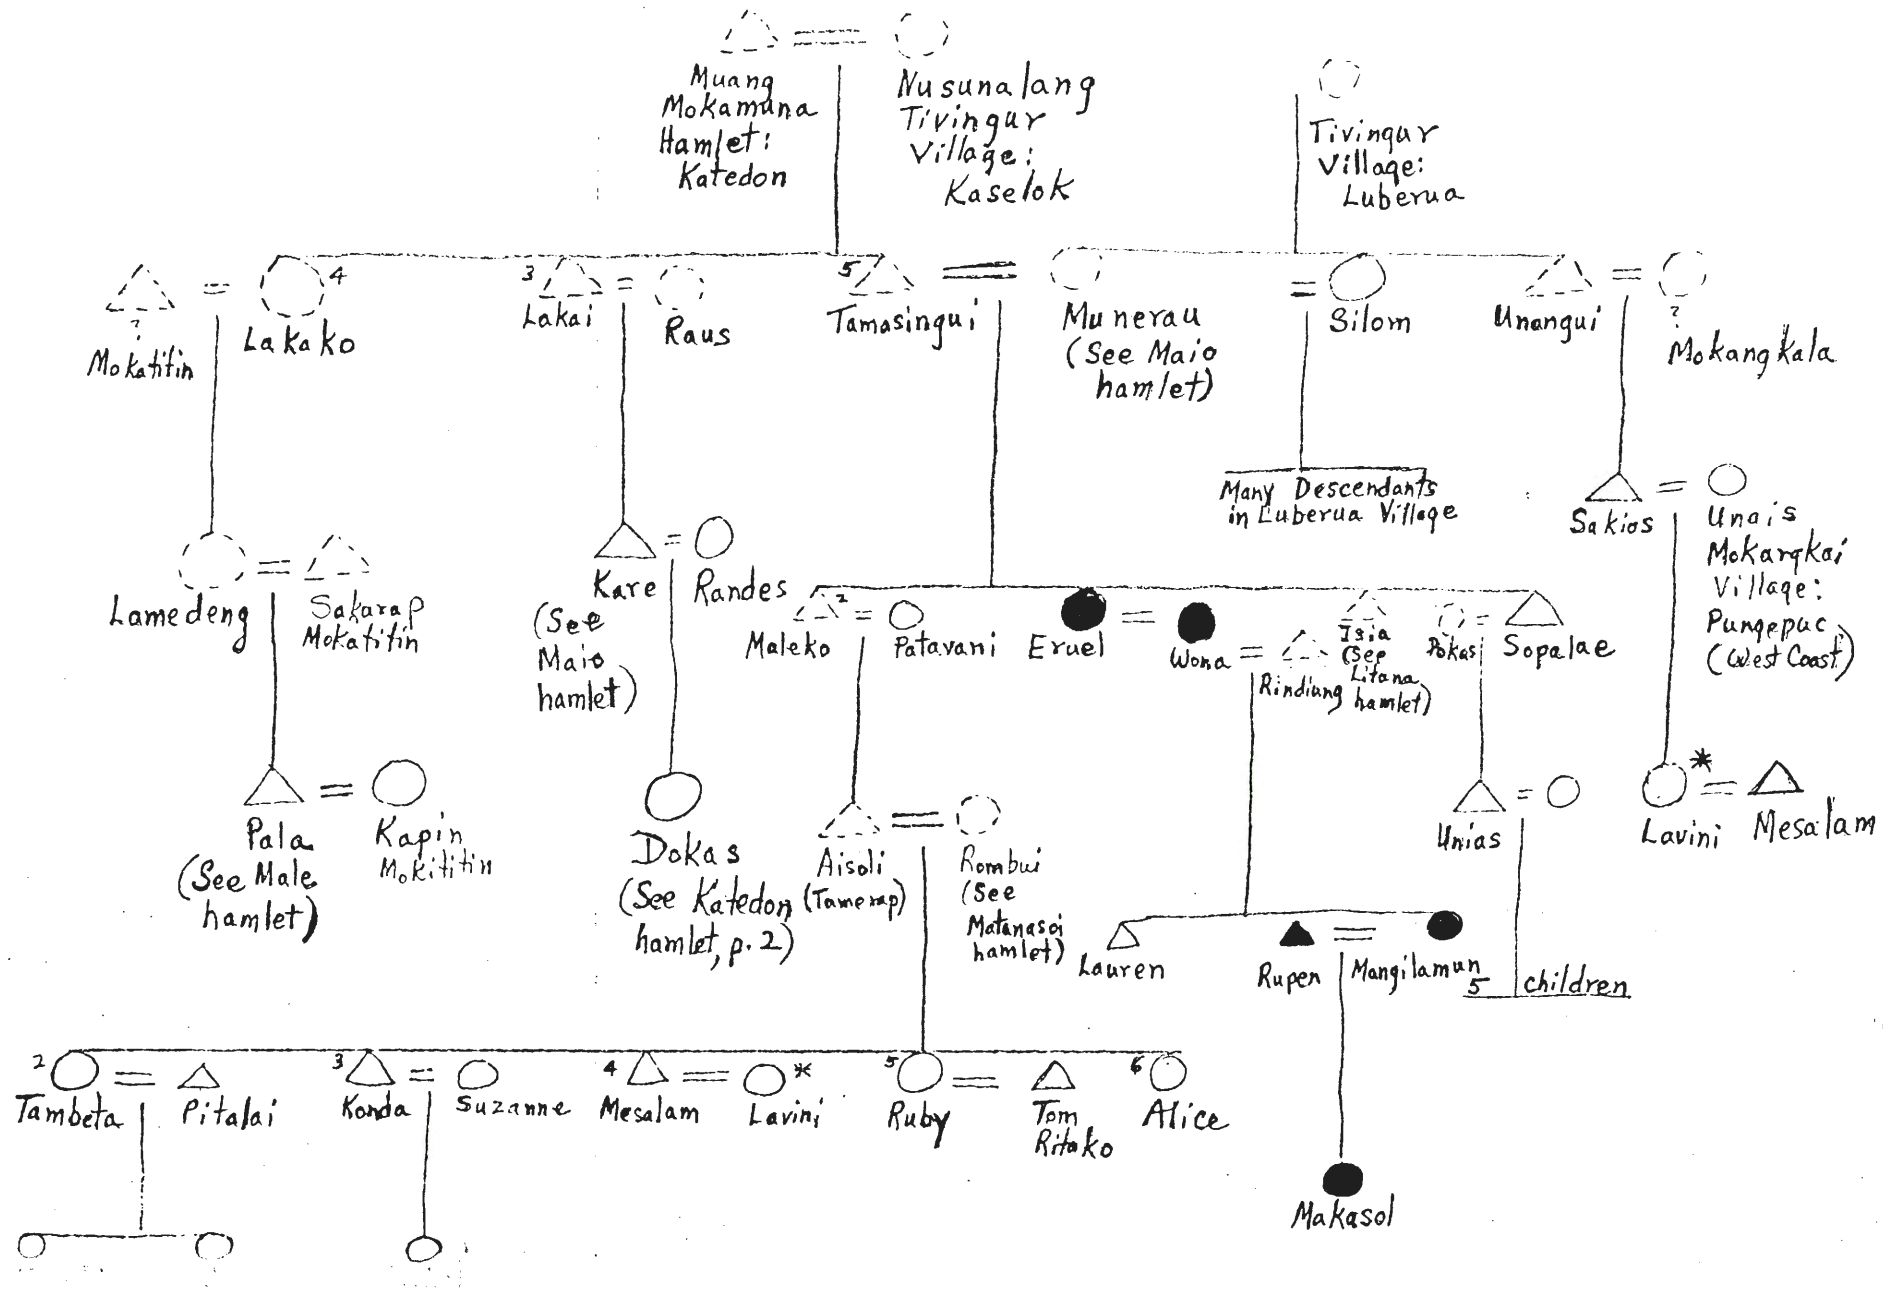 Muang
Mokamuna
Hamlet:
Katedon
Nusunalang
Tivingur
Village:
Kaselok
Tivingur
Village:
Luberua
?
Mokatitin
4
Lakako
3
Lakai
Raus
5
Tamasingui
Munerau
(See Maio
hamlet)
Silom
Unangui
?
Mokangkala
Many Descendants
in Luberua Village
Sakios
Unais
Mokangkai
Village:
Pungepuc
(West Coast)
Lamedeng
Sakarap
Mokatitin
Kare
(See
Maio
hamlet)
Randes
2
Maleko
Patavani
Eruel
Wona
Rindiung
Isia
(See
Litana
hamlet)
Pokas
Sopalae
Pala
(See Male
hamlet)
Kapin
Mokititin
Dokas
(See Katedon
hamlet, p. 2)
Aisoli
(Tamerap)
Rombui
(See
Matanasoi
hamlet)
Unias
Lavini *
Mesalam
Lauren
Rupen
Mangilamun
5 children
2
Tambeta
Pitalai
3
Konda
Suzanne
4
Mesalam
Lavini *
5
Ruby
Tom
Ritako
6
Alice
Makasol